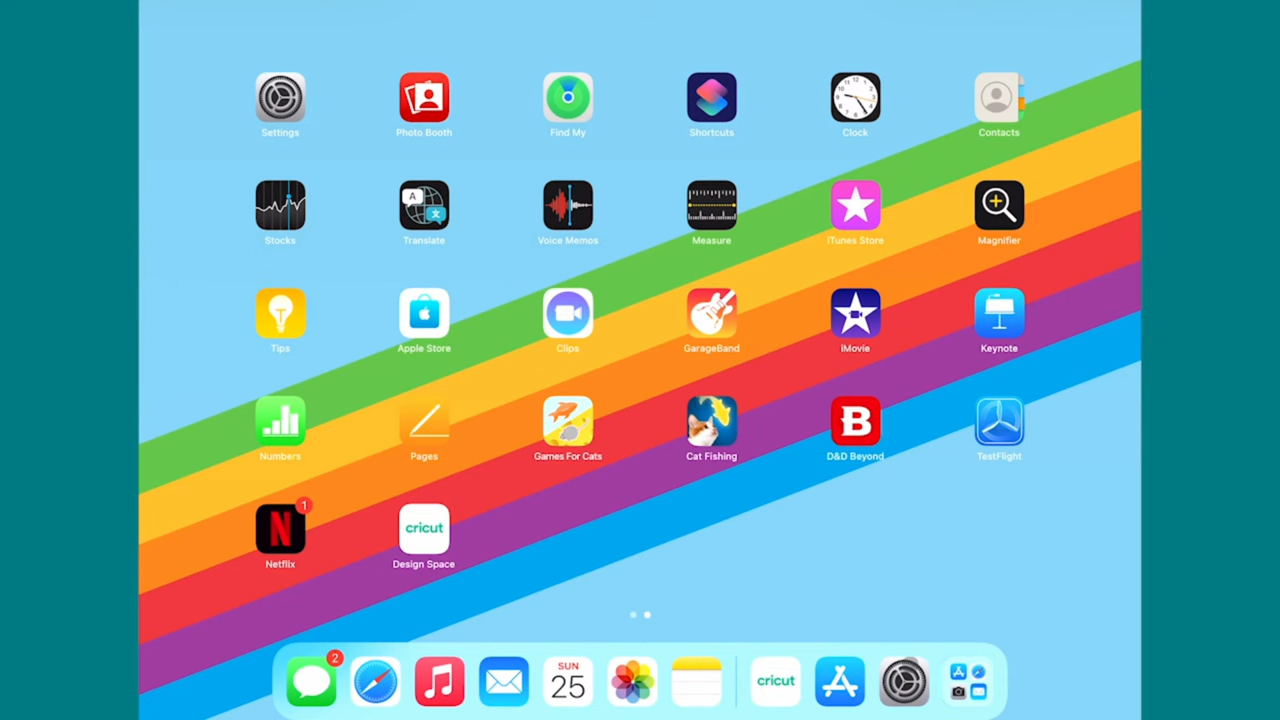 Settings
Photo Booth
Find My
Shortcuts
Clock
Contacts
A
文
Stocks
Translate
Voice Memos
Measure
iTunes Store
Magnifier
Tips
Apple Store
Clips
GarageBand
iMovie
Keynote
B
Numbers
Pages
Games For Cats
Cat Fishing
D&D Beyond
TestFlight
1
N
cricut
Netflix
Design Space
2
SUN
25
cricut